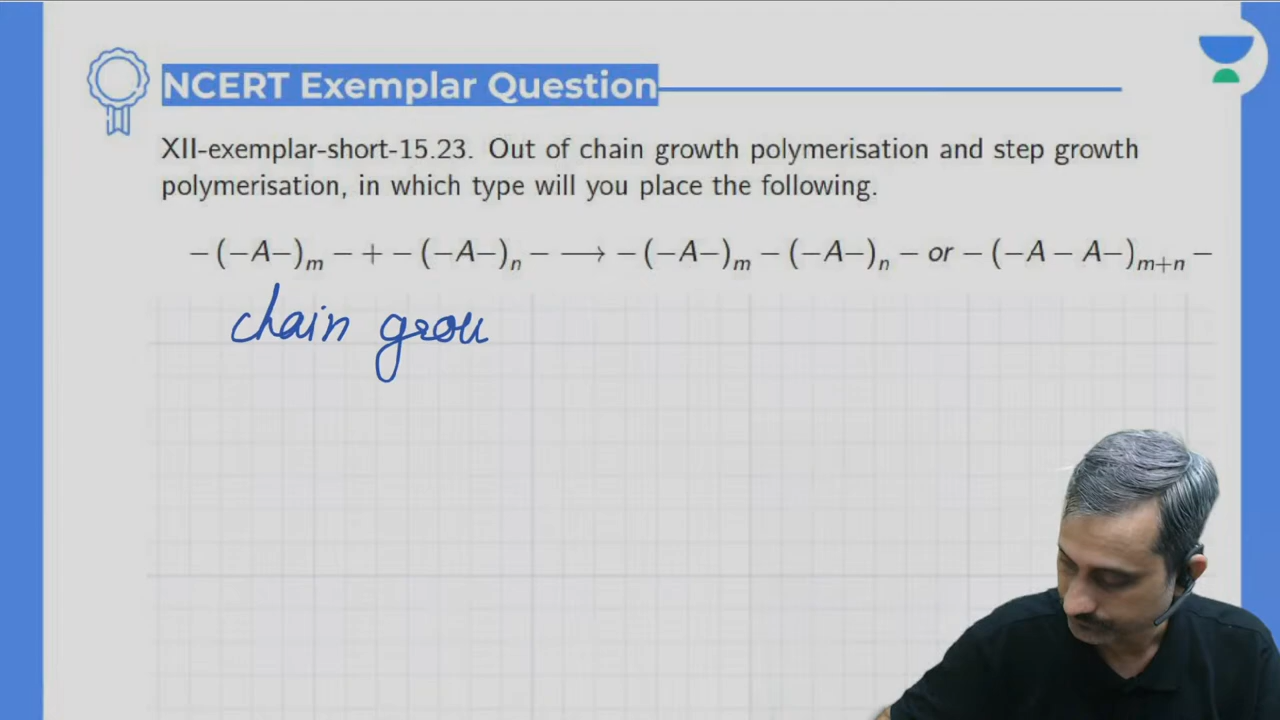 NCERT Exemplar Question
XII-exemplar-short-15.23. Out of chain growth polymerisation and step growth
polymerisation, in which type will you place the following.
−(−A−)ₘ − + −(−A−)ₙ − ⟶ −(−A−)ₘ − (−A−)ₙ − or − (−A − A−)ₘ₊ₙ −
chain grou